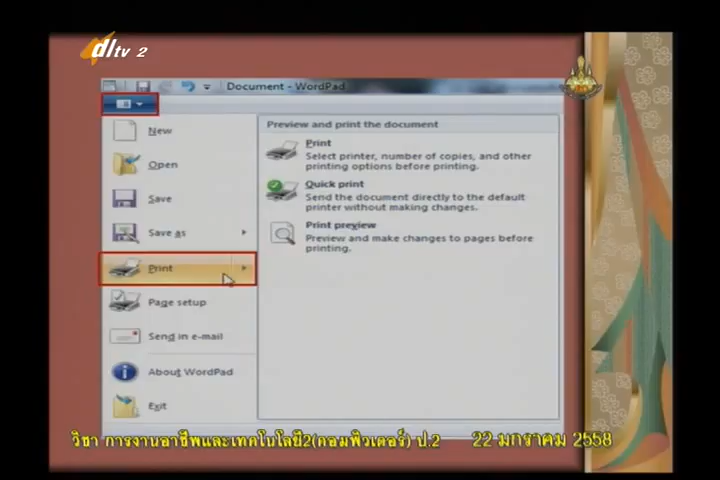 dltv 2
Document - WordPad
New
Open
Save
Save as
Print
Page setup
Send in e-mail
About WordPad
Exit
Preview and print the document
Print
Select printer, number of copies, and other
printing options before printing.
Quick print
Send the document directly to the default
printer without making changes.
Print preview
Preview and make changes to pages before
printing.
วิชา การงานอาชีพและเทคโนโลยี2(คอมพิวเตอร์) ป.2
22 มกราคม 2558